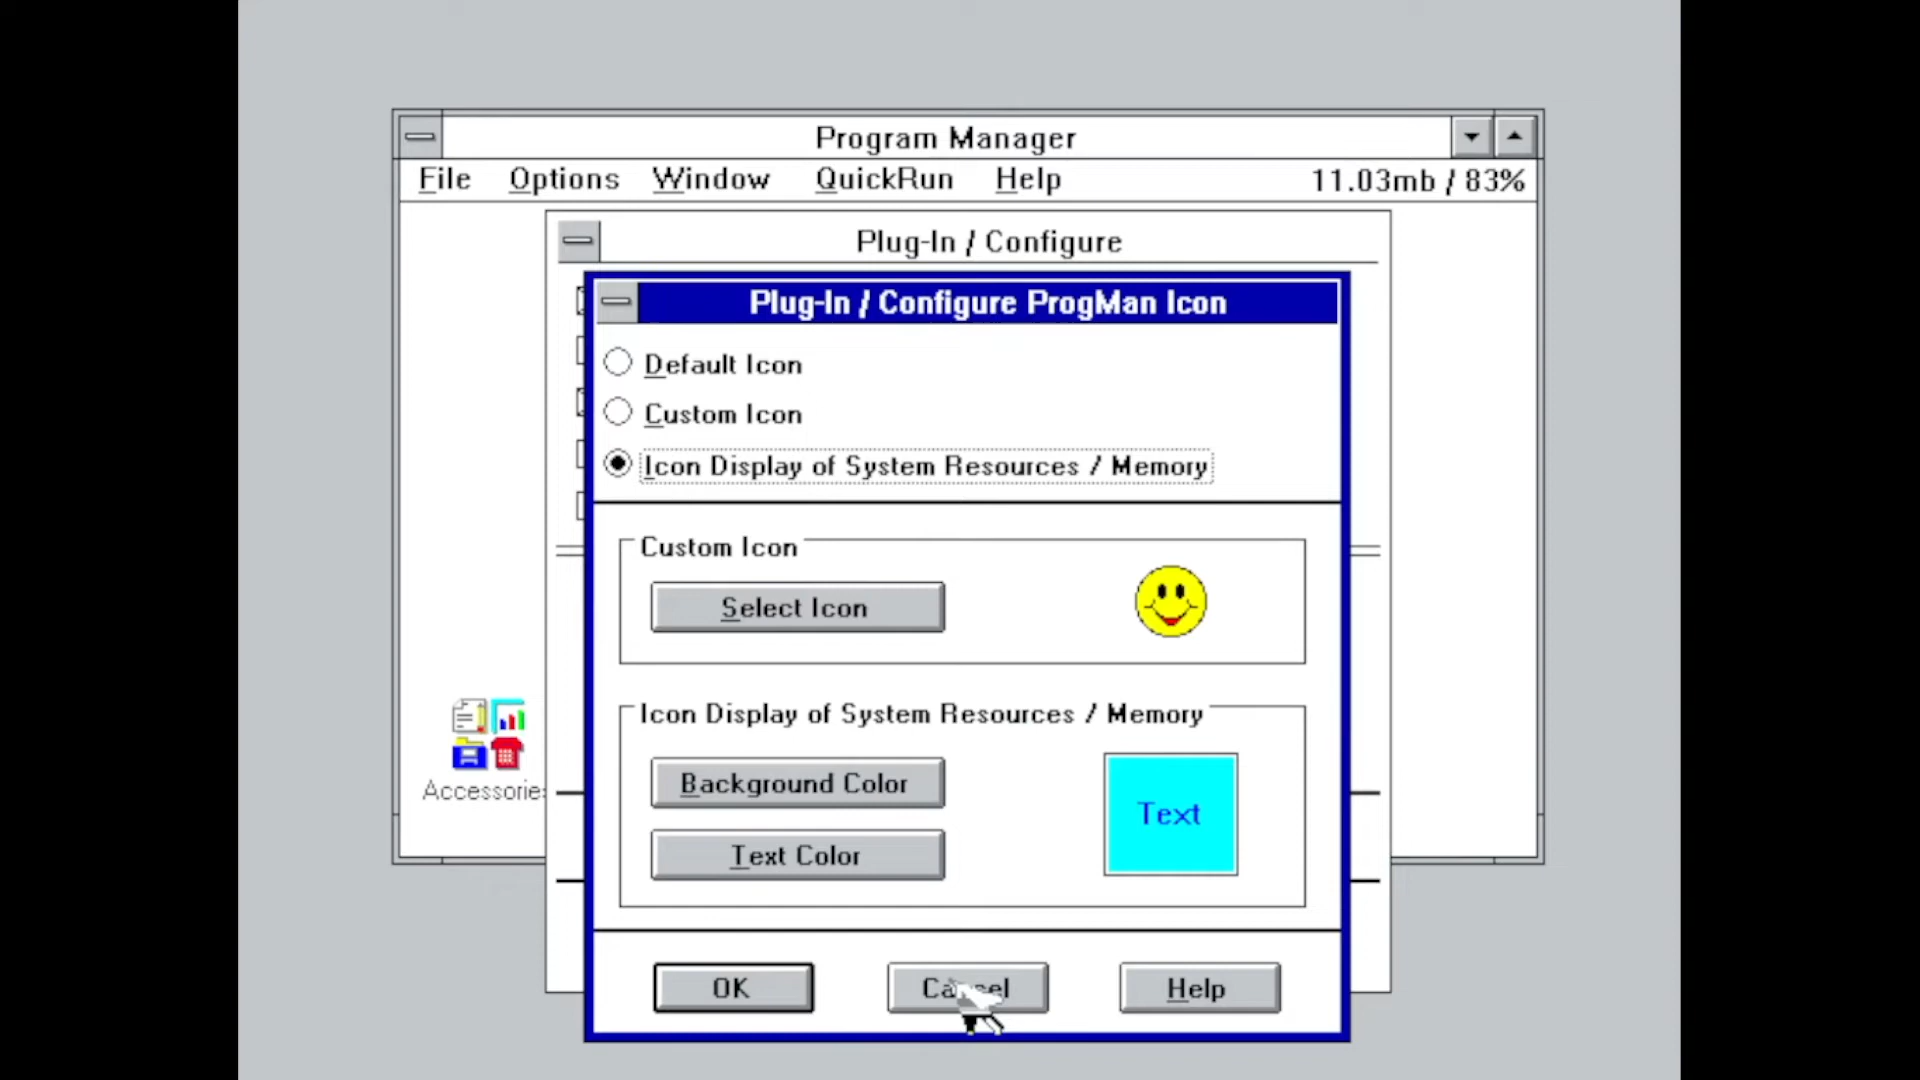 Program Manager
File Options Window QuickRun Help 11.03mb / 83%
Plug-In / Configure
Plug-In / Configure ProgMan Icon
Default Icon
Custom Icon
Icon Display of System Resources / Memory
Custom Icon
Select Icon
Icon Display of System Resources / Memory
Background Color
Text
Text Color
Accessories
OK Cancel Help